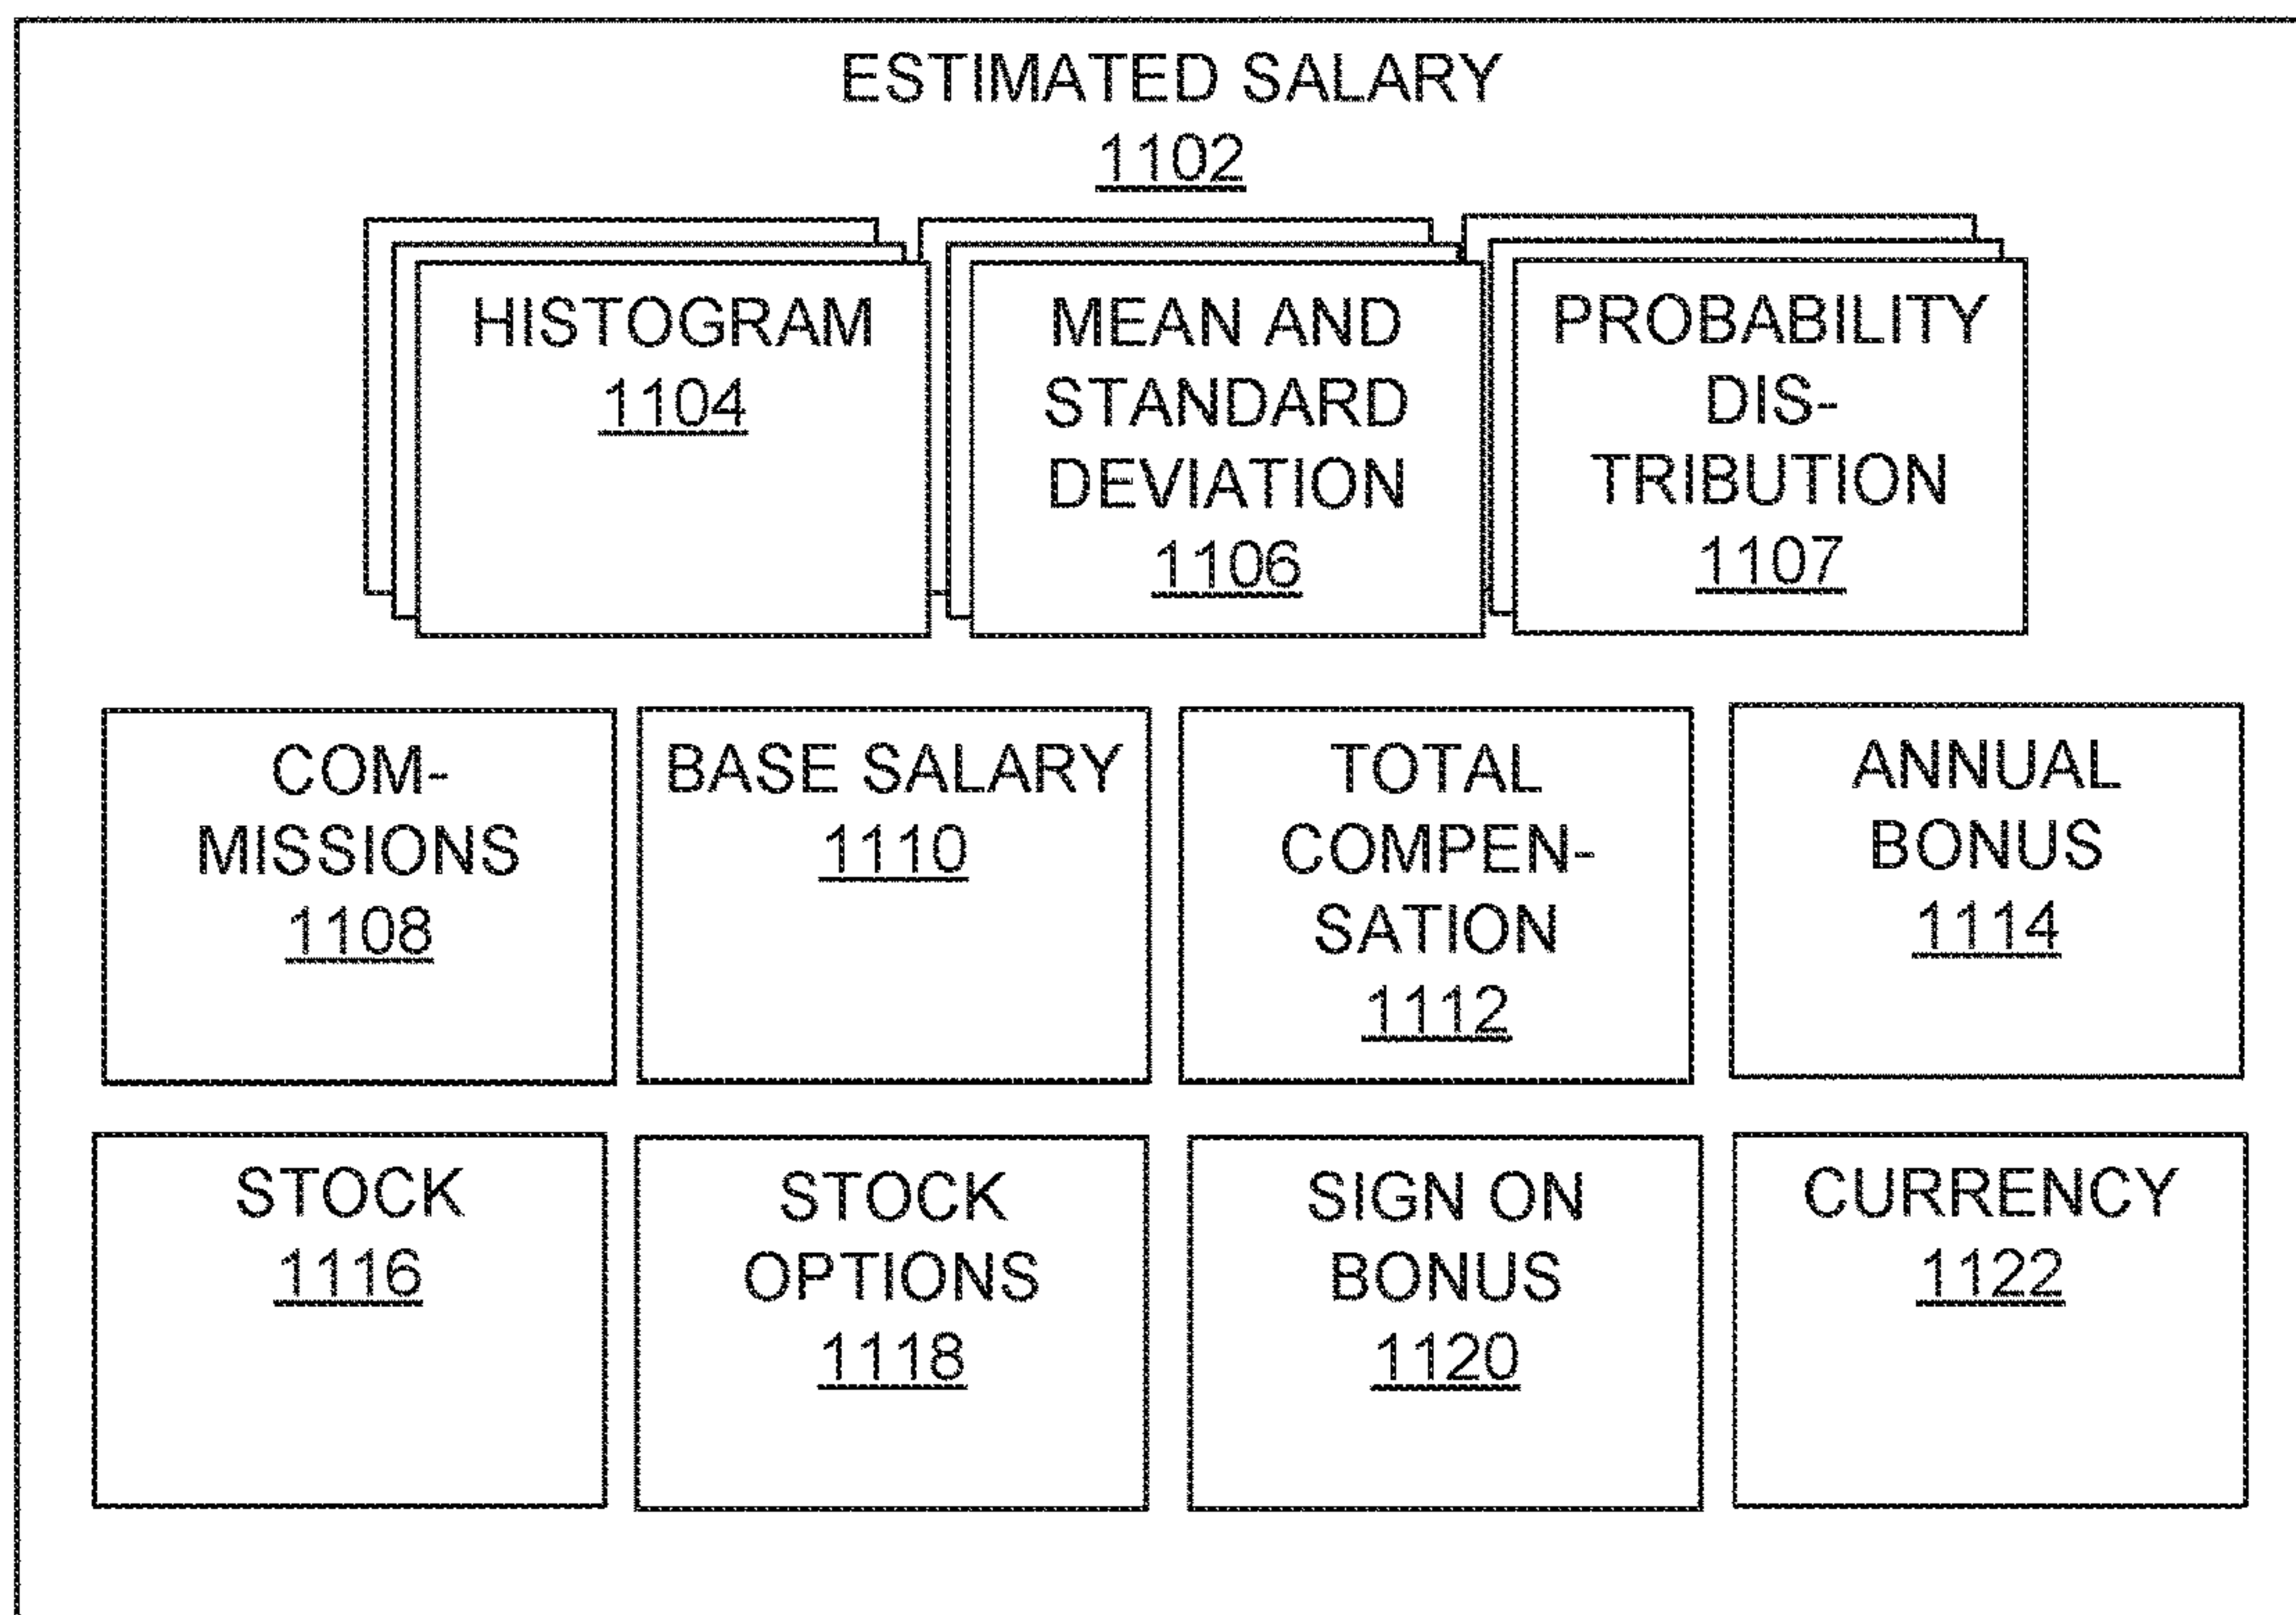 ESTIMATED SALARY
1102
HISTOGRAM
1104
MEAN AND
STANDARD
DEVIATION
1106
PROBABILITY
DIS-
TRIBUTION
1107
COM-
MISSIONS
1108
BASE SALARY
1110
TOTAL
COMPEN-
SATION
1112
ANNUAL
BONUS
1114
STOCK
1116
STOCK
OPTIONS
1118
SIGN ON
BONUS
1120
CURRENCY
1122